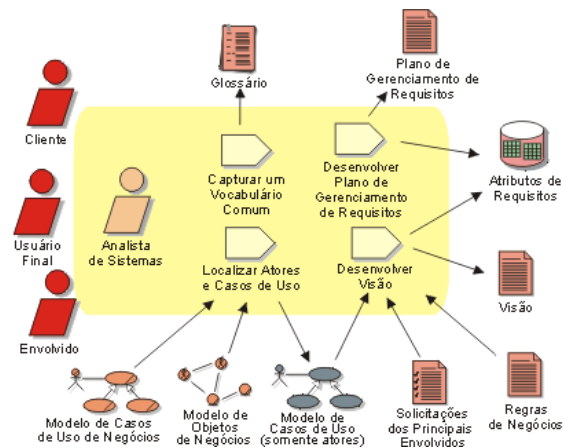 Glossário
Plano de
Gerenciamento de
Requisitos
Cliente
Capturar um
Vocabulário
Comum
Desenvolver
Plano de
Gerenciamento
de Requisitos
Atributos de
Requisitos
Usuário
Final
Analista
de Sistemas
Localizar Atores
e Casos de Uso
Desenvolver
Visão
Visão
Envolvido
Modelo de Casos
de Uso de Negócios
Modelo de
Objetos
de Negócios
Modelo de
Casos de Uso
(somente atores)
Solicitações
dos Principais
Envolvidos
Regras
de Negócios